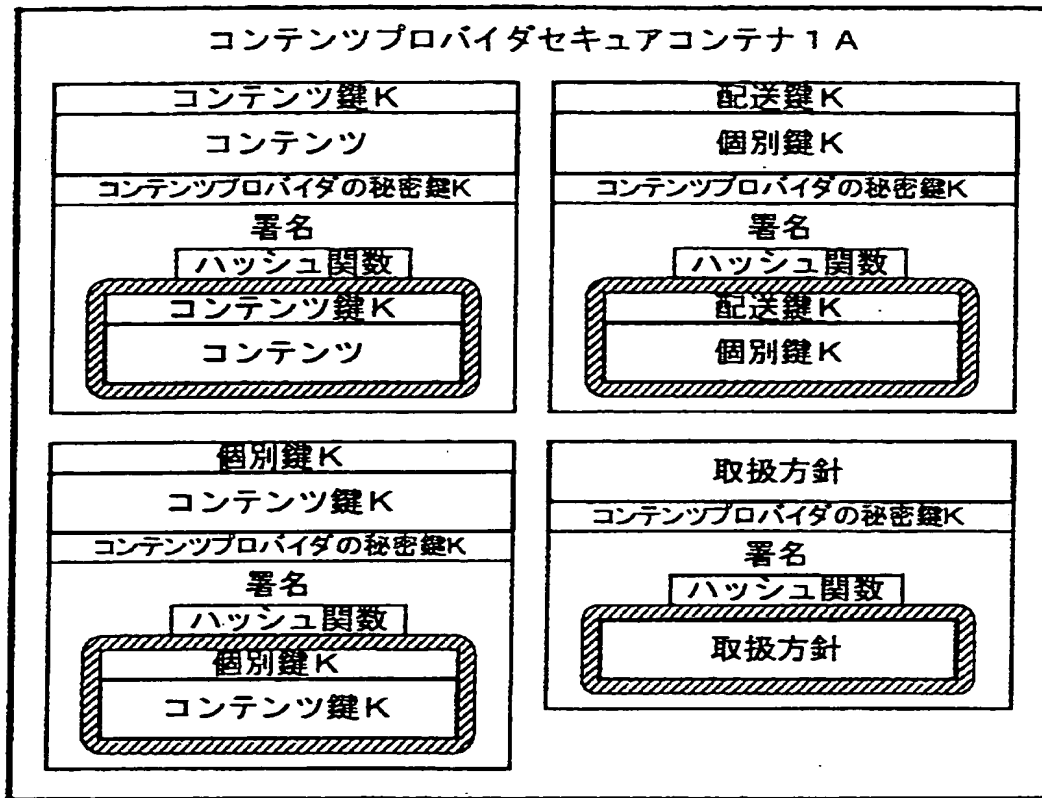 コンテンツプロバイダセキュアコンテナ1A
コンテンツ鍵K
コンテンツ
コンテンツプロバイダの秘密鍵K
署名
ハッシュ関数
コンテンツ鍵K
コンテンツ
配送鍵K
個別鍵K
コンテンツプロバイダの秘密鍵K
署名
ハッシュ関数
配送鍵K
個別鍵K
個別鍵K
コンテンツ鍵K
コンテンツプロバイダの秘密鍵K
署名
ハッシュ関数
個別鍵K
コンテンツ鍵K
取扱方針
コンテンツプロバイダの秘密鍵K
署名
ハッシュ関数
取扱方針